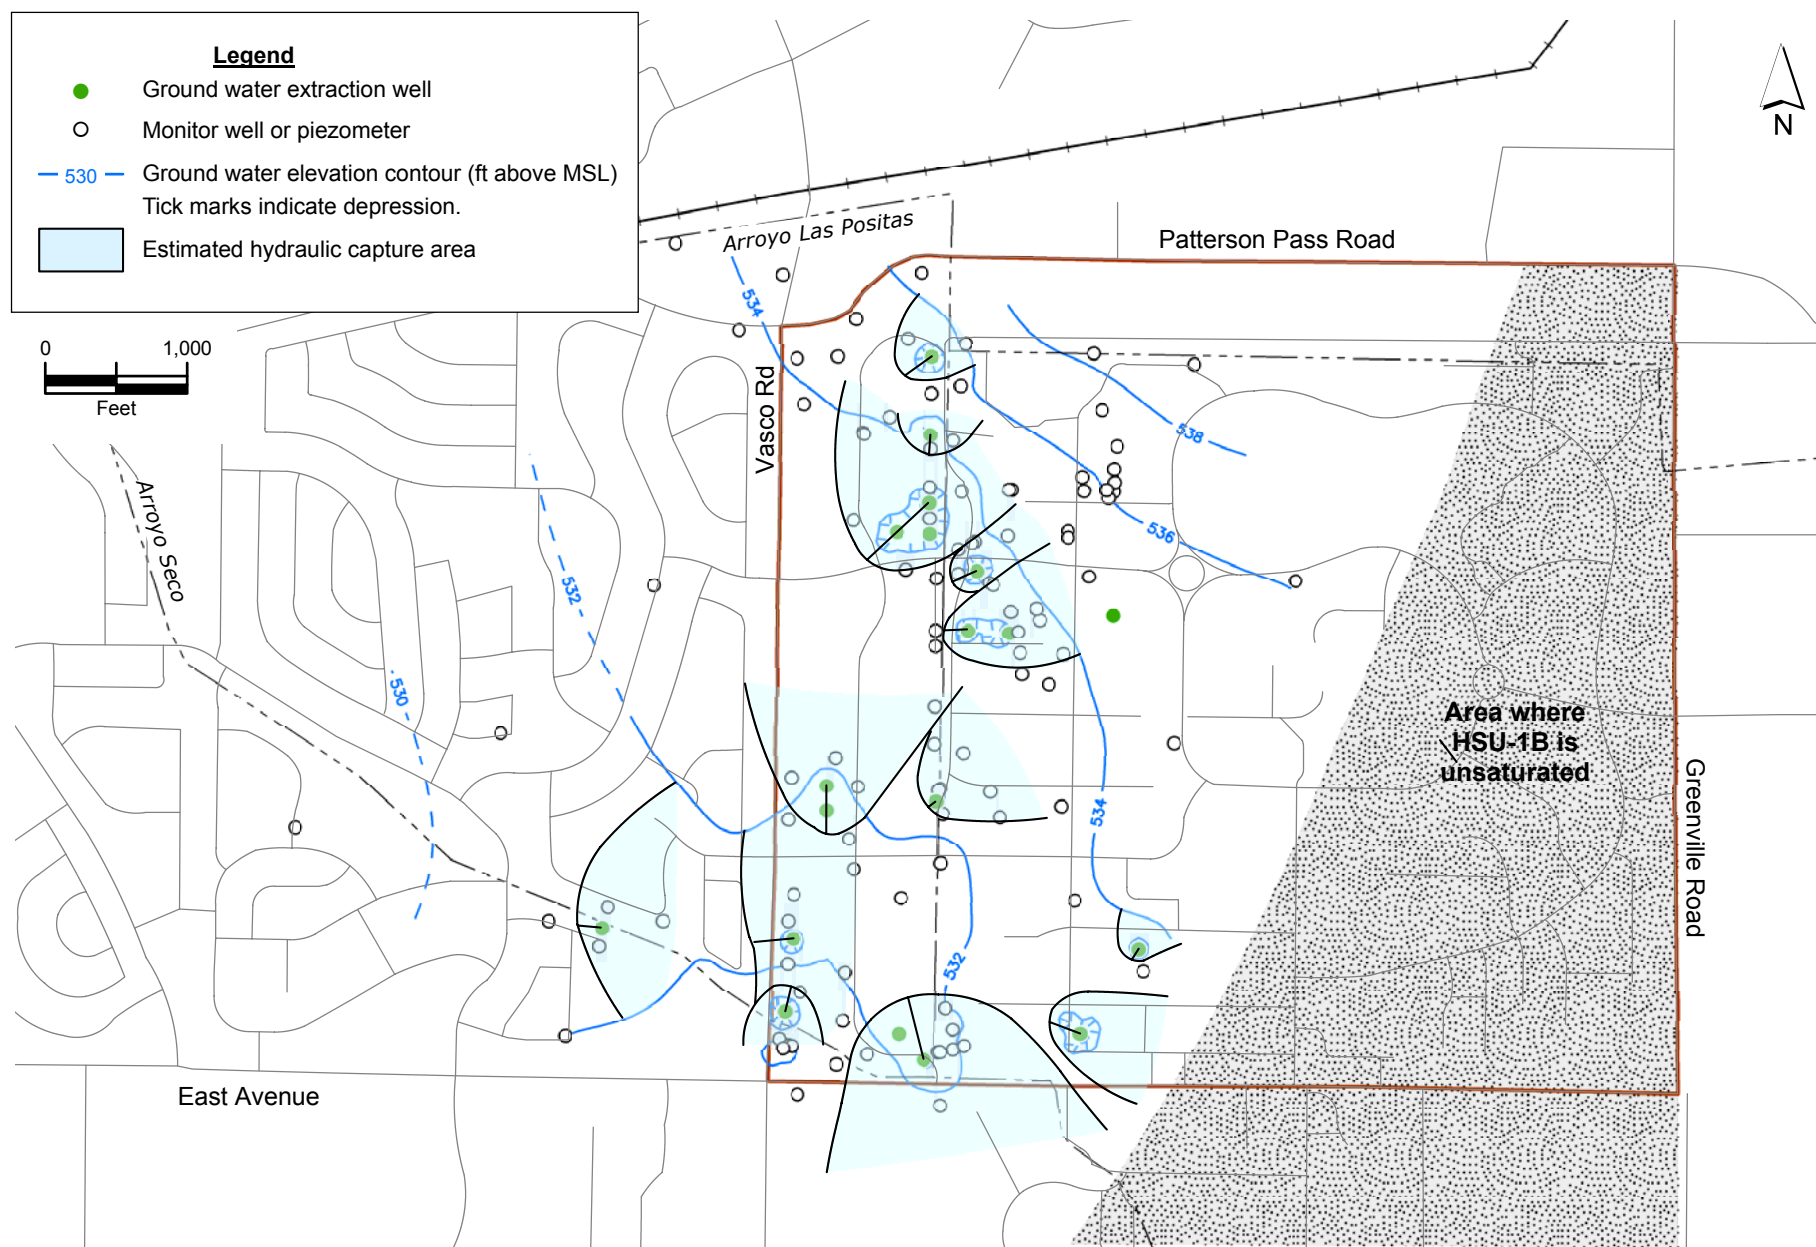 Legend
Ground water extraction well
Monitor well or piezometer
530
Ground water elevation contour (ft above MSL)
Tick marks indicate depression.
Estimated hydraulic capture area
0 1,000
Feet
N
Arroyo Las Positas
Patterson Pass Road
534
Vasco Rd
538
536
Arroyo Seco
532
530
Area where
HSU-1B is
unsaturated
Greenville Road
534
532
East Avenue